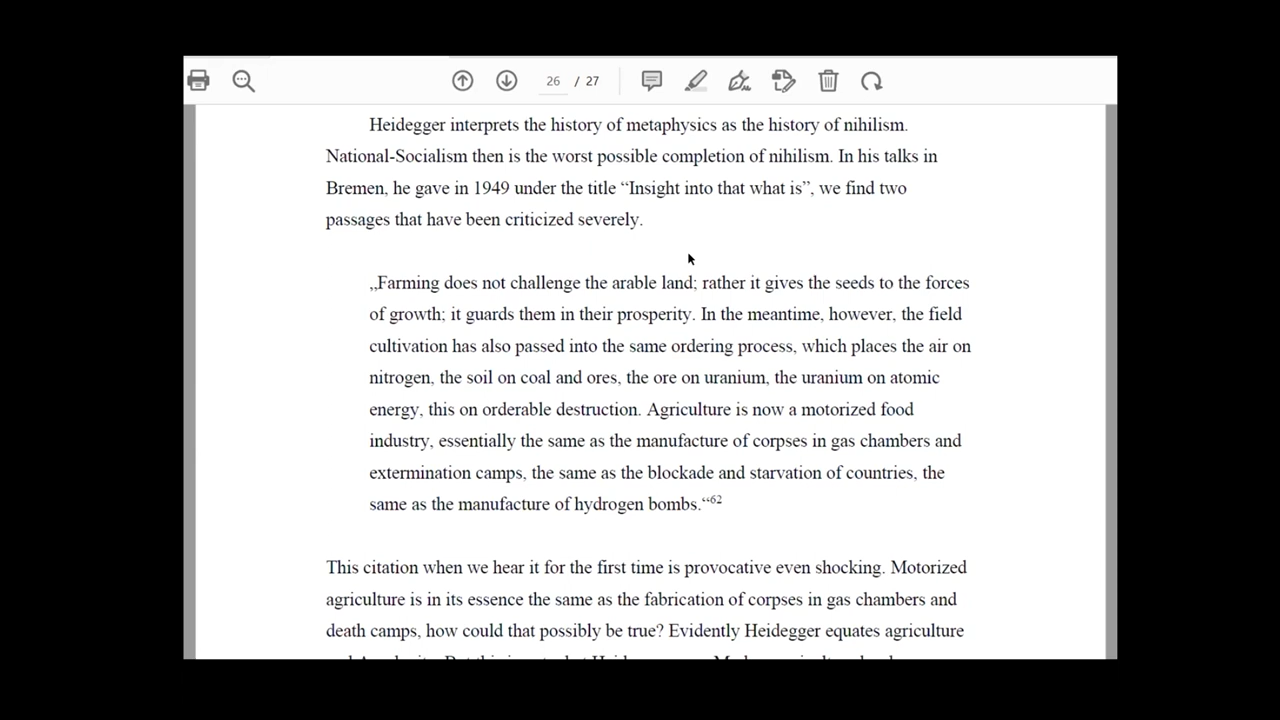 26 / 27
Heidegger interprets the history of metaphysics as the history of nihilism.
National-Socialism then is the worst possible completion of nihilism. In his talks in
Bremen, he gave in 1949 under the title “Insight into that what is”, we find two
passages that have been criticized severely.
„Farming does not challenge the arable land; rather it gives the seeds to the forces
of growth; it guards them in their prosperity. In the meantime, however, the field
cultivation has also passed into the same ordering process, which places the air on
nitrogen, the soil on coal and ores, the ore on uranium, the uranium on atomic
energy, this on orderable destruction. Agriculture is now a motorized food
industry, essentially the same as the manufacture of corpses in gas chambers and
extermination camps, the same as the blockade and starvation of countries, the
same as the manufacture of hydrogen bombs.“62
This citation when we hear it for the first time is provocative even shocking. Motorized
agriculture is in its essence the same as the fabrication of corpses in gas chambers and
death camps, how could that possibly be true? Evidently Heidegger equates agriculture